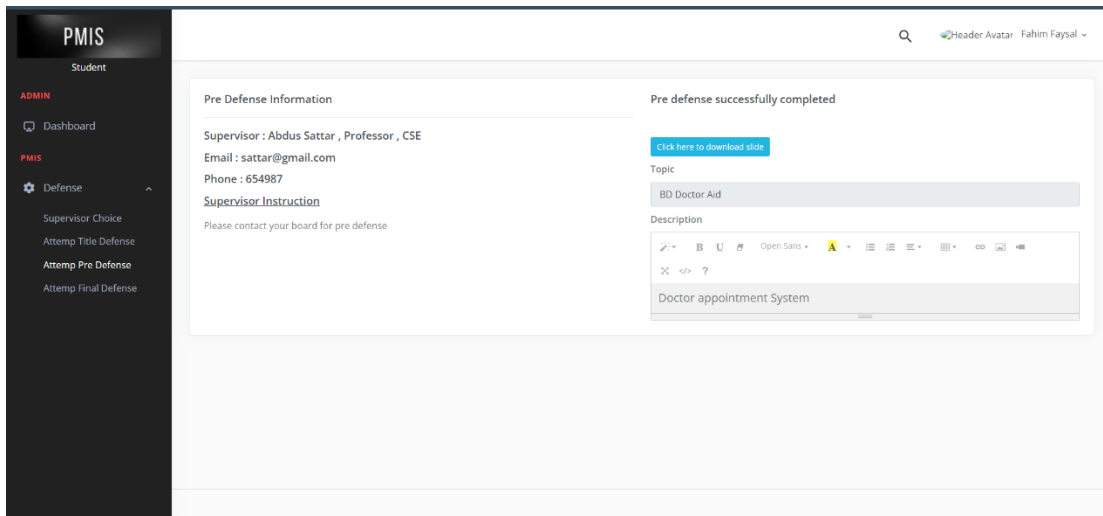 PMIS
Student
ADMIN
Dashboard
PMIS
Defense
Supervisor Choice
Attemp Title Defense
Attemp Pre Defense
Attemp Final Defense
Header Avatar Fahim Faysal
Pre Defense Information
Supervisor : Abdus Sattar , Professor , CSE
Email : sattar@gmail.com
Phone : 654987
Supervisor Instruction
Please contact your board for pre defense
Pre defense successfully completed
Click here to download slide
Topic
BD Doctor Aid
Description
B U Open Sans A
</> ?
Doctor appointment System